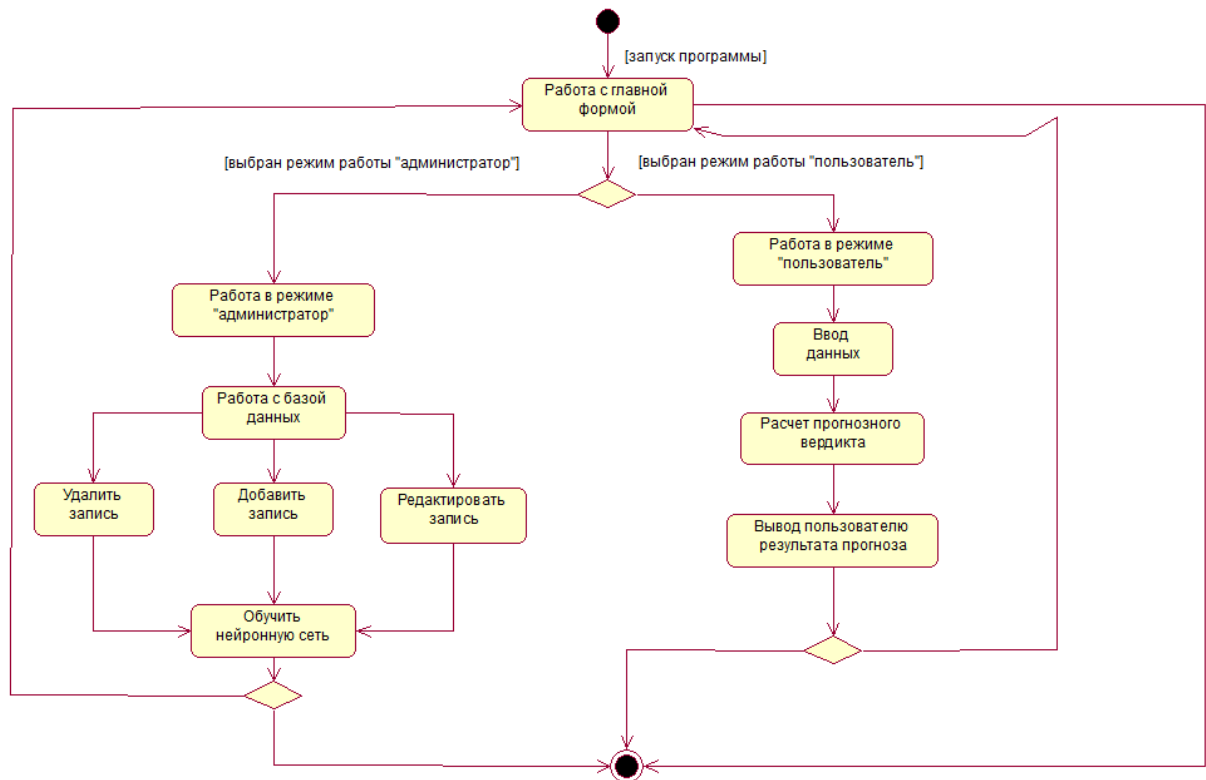 [запуск программы]
Работа с главной
формой
[выбран режим работы "администратор"]
[выбран режим работы "пользователь"]
Работа в режиме
"пользователь"
Работа в режиме
"администратор"
Ввод
данных
Работа с базой
данных
Расчет прогнозного
вердикта
Удалить
запись
Добавить
запись
Редактировать
запись
Вывод пользователю
результата прогноза
Обучить
нейронную сеть